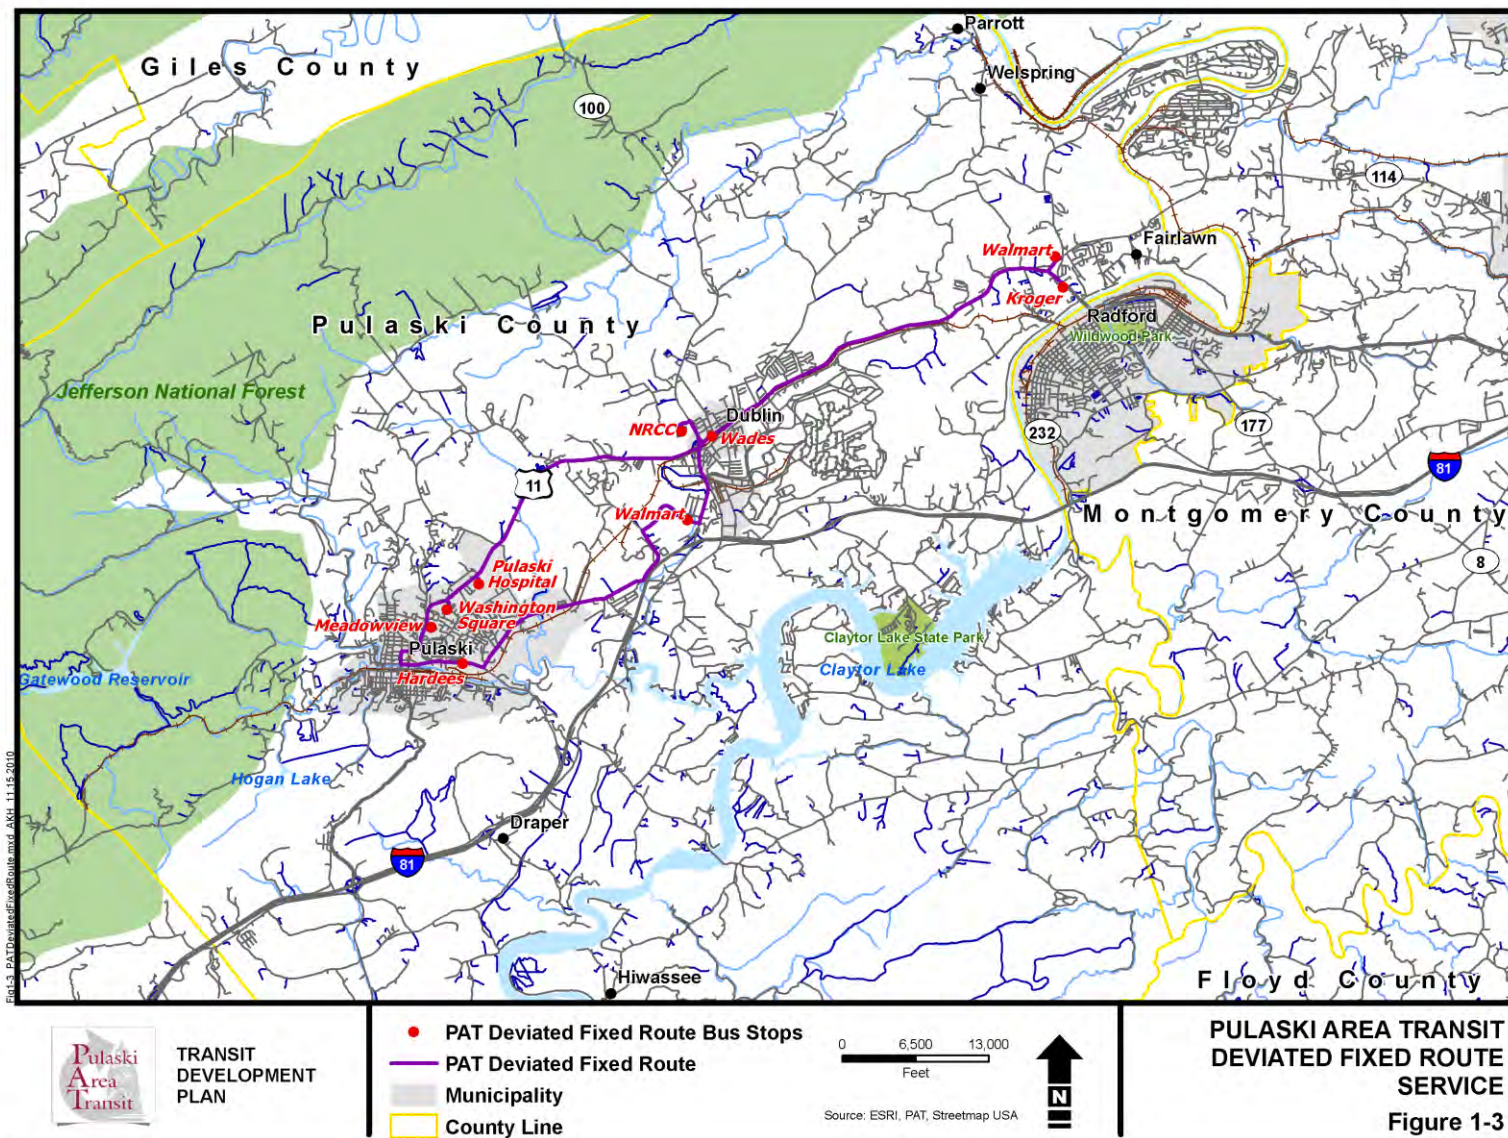 Parrott
Giles County
Welspring
100
114
Walmart
Fairlawn
Kroger
Pulaski County
Radford
Wildwood Park
Jefferson National Forest
Dublin
NRCC
Wades
232
177
81
11
Walmart
Montgomery County
8
Pulaski
Hospital
Washington
Square
Meadowview
Pulaski
Claytor Lake State Park
Hardees
Claytor Lake
Gatewood Reservoir
Hogan Lake
Draper
81
Hiwassee
Floyd County
Fig1-3_PATDeviatedFixedRoute.mxd_AKH_11.15.2010
Pulaski
Area
Transit
TRANSIT
DEVELOPMENT
PLAN
PAT Deviated Fixed Route Bus Stops
PAT Deviated Fixed Route
Municipality
County Line
0 6,500 13,000
Feet
Source: ESRI, PAT, Streetmap USA
N
PULASKI AREA TRANSIT
DEVIATED FIXED ROUTE
SERVICE
Figure 1-3